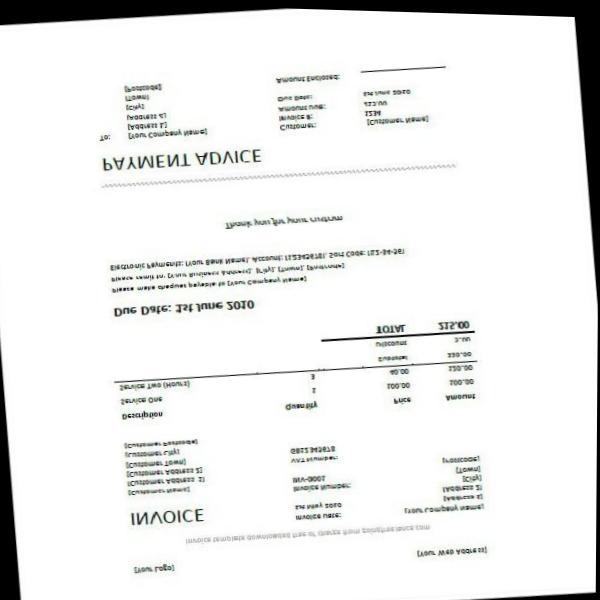 [Your Logo] [Your Web Address]
Invoice template downloaded free of charge from goingfreelance.com
INVOICE
Invoice Date: [Your Company Name]
1st May 2010 [Address 1]
[Customer Name] Invoice Number: [Address 2]
[Customer Address 1] INV-0001 [City]
[Customer Address 2] [Town]
[Customer Town] VAT Number: [Postcode]
[Customer City] GB12345678
[Customer Postcode]
Description Quantity Price Amount
Service One 1 100.00 100.00
Service Two (Hours) 3 40.00 120.00
Subtotal 220.00
Discount 5.00
TOTAL 215.00
Due Date: 1st June 2010
Please make cheques payable to [Your Company Name]
Please remit to: [Your Business Address], [City], [Town], [Postcode]
Electronic Payments: [Your Bank Name], Account: [12345678], Sort Code: [12-34-56]
Thank you for your custom
PAYMENT ADVICE
To: [Your Company Name] Customer: [Customer Name]
[Address 1] Invoice #: 1234
[Address 2] Amount Due: 215.00
[City] Due Date: 1st June 2010
[Town]
[Postcode] Amount Enclosed: